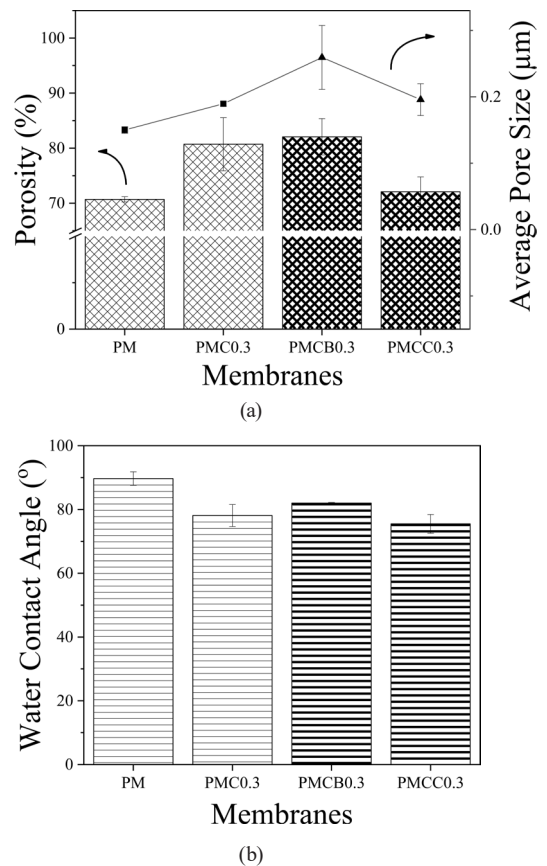 100
90
80
70
0
Porosity (%)
0.2
0.0
Average Pore Size (μm)
PM
PMC0.3
PMCB0.3
PMCC0.3
Membranes
(a)
100
80
60
40
20
0
Water Contact Angle (º)
PM
PMC0.3
PMCB0.3
PMCC0.3
Membranes
(b)